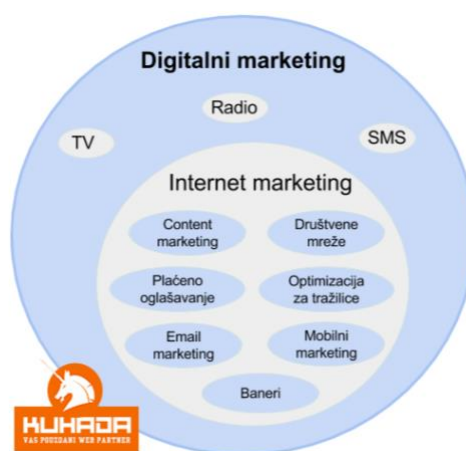 Digitalni marketing
Radio
TV
SMS
Internet marketing
Content
marketing
Društvene
mreže
Plaćeno
oglašavanje
Optimizacija
za tražilice
Email
marketing
Mobilni
marketing
Baneri
KUHADA
VAS POUZDANI WEB PARTNER